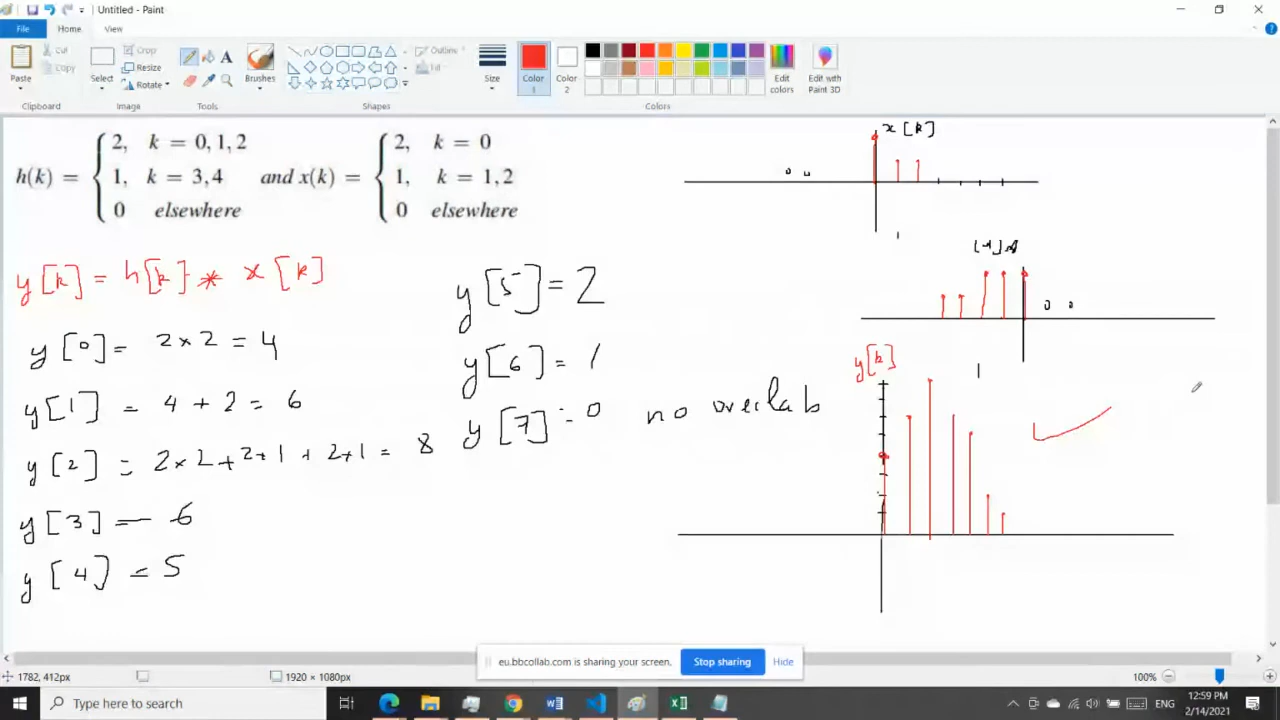 Untitled - Paint
File
Home
View
Paste
Cut
Copy
Clipboard
Select
Crop
Resize
Rotate
Image
Tools
Brushes
Outline
Fill
Shapes
Size
Color 1
Color 2
Edit colors
Edit with Paint 3D
Colors
h(k) = { 2, k = 0, 1, 2
1, k = 3, 4
0 elsewhere
and x(k) = { 2, k = 0
1, k = 1, 2
0 elsewhere
y[k] = h[k] * x[k]
y[0] = 2×2 = 4
y[1] = 4 + 2 = 6
y[2] = 2×2 + 2*1 + 2*1 = 8
y[3] = 6
y[4] = 5
y[5] = 2
y[6] = 1
y[7] = 0 no overlab
x[k]
0 0
0 0
y[k]
eu.bbcollab.com is sharing your screen.
Stop sharing
Hide
1782, 412px
1920 × 1080px
100%
Type here to search
ENG
12:59 PM
2/14/2021